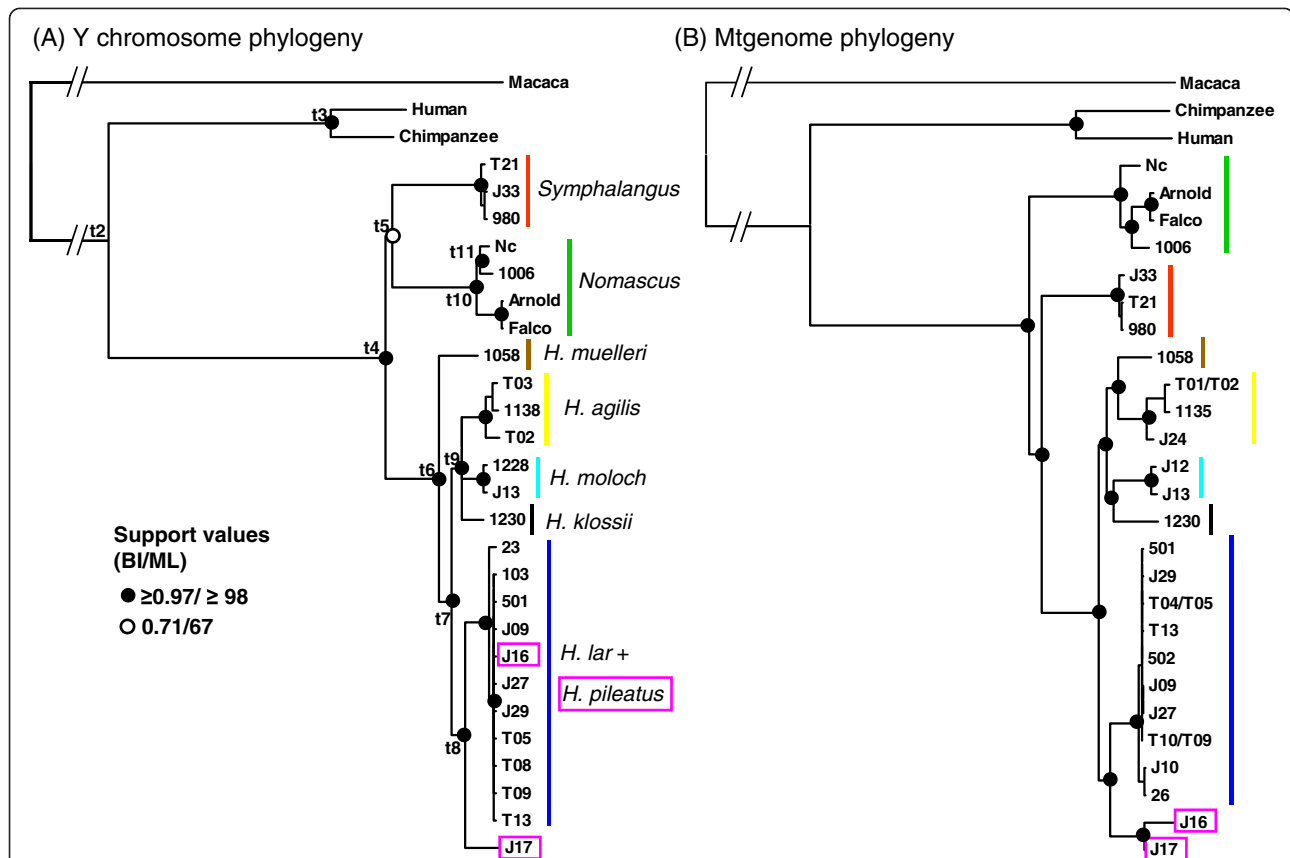 (A) Y chromosome phylogeny
Macaca
Human
t3
Chimpanzee
T21
Symphalangus
J33
980
t2
t5
Nc
t11
1006
Nomascus
t10
Arnold
Falco
t4
1058
H. muelleri
T03
1138
H. agilis
T02
t9
1228
t6
H. moloch
J13
1230
H. klossii
Support values
(BI/ML)
≥0.97/ ≥ 98
0.71/67
23
103
501
t7
J09
J16
H. lar +
J27
H. pileatus
J29
T05
t8
T08
T09
T13
J17
(B) Mtgenome phylogeny
Macaca
Chimpanzee
Human
Nc
Arnold
Falco
1006
J33
T21
980
1058
T01/T02
1135
J24
J12
J13
1230
501
J29
T04/T05
T13
502
J09
J27
T10/T09
J10
26
J16
J17